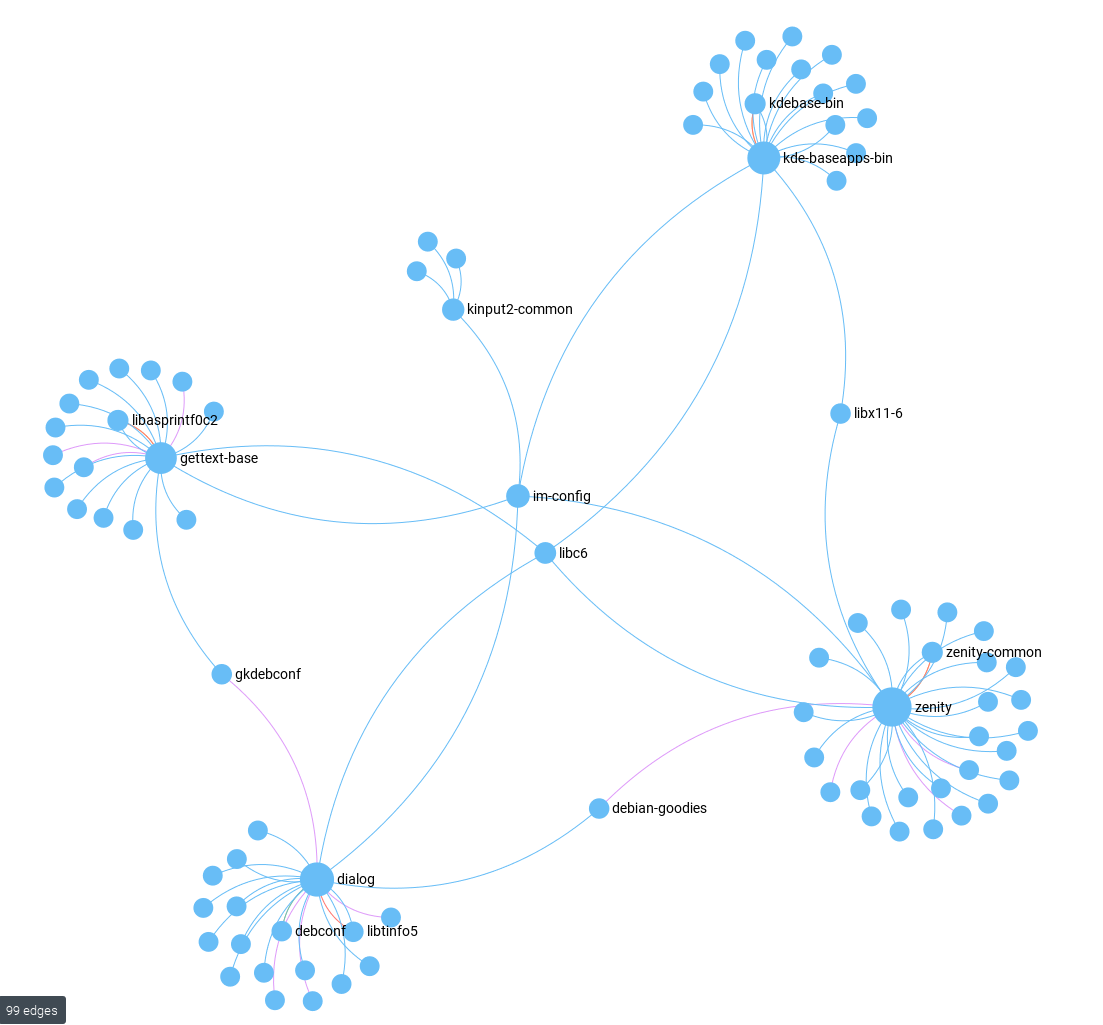 kdebase-bin
kde-baseapps-bin
kinput2-common
libx11-6
libasprintf0c2
gettext-base
im-config
libc6
zenity-common
gkdebconf
zenity
debian-goodies
dialog
debconf
libtinfo5
99 edges